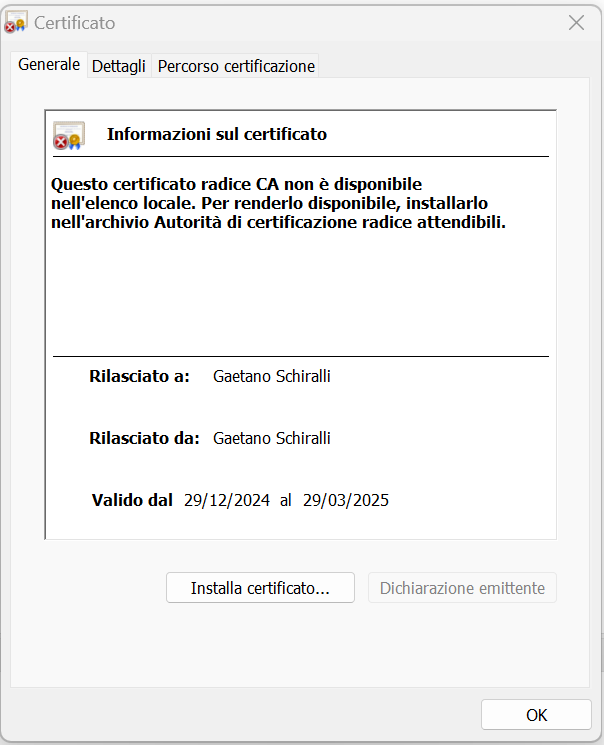 Certificato
Generale Dettagli Percorso certificazione
Informazioni sul certificato
Questo certificato radice CA non è disponibile
nell'elenco locale. Per renderlo disponibile, installarlo
nell'archivio Autorità di certificazione radice attendibili.
Rilasciato a: Gaetano Schiralli
Rilasciato da: Gaetano Schiralli
Valido dal 29/12/2024 al 29/03/2025
Installa certificato... Dichiarazione emittente
OK